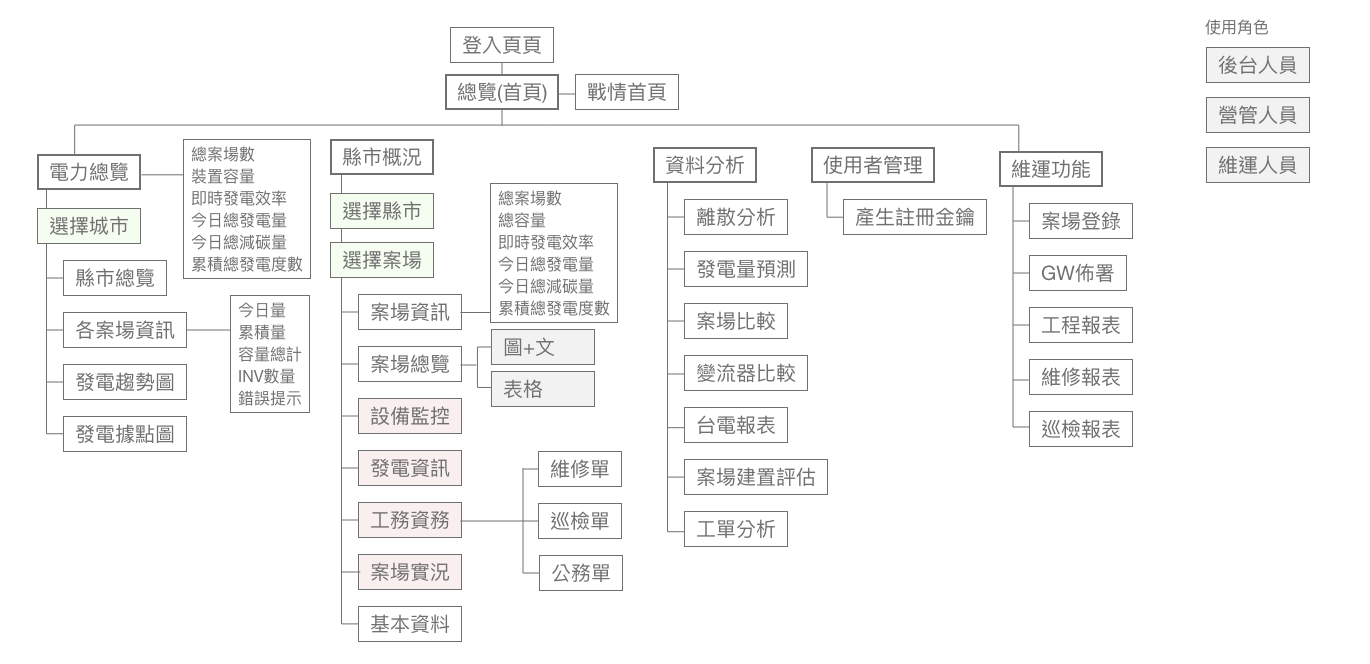 登入頁頁
總覽(首頁)
戰情首頁
使用角色
後台人員
營管人員
維運人員
電力總覽
總案場數
裝置容量
即時發電效率
今日總發電量
今日總減碳量
累積總發電度數
選擇城市
縣市總覽
各案場資訊
今日量
累積量
容量總計
INV數量
錯誤提示
發電趨勢圖
發電據點圖
縣市概況
選擇縣市
選擇案場
案場資訊
總案場數
總容量
即時發電效率
今日總發電量
今日總減碳量
累積總發電度數
案場總覽
圖+文
表格
設備監控
發電資訊
工務資務
維修單
巡檢單
公務單
案場實況
基本資料
資料分析
離散分析
發電量預測
案場比較
變流器比較
台電報表
案場建置評估
工單分析
使用者管理
產生註冊金鑰
維運功能
案場登錄
GW佈署
工程報表
維修報表
巡檢報表